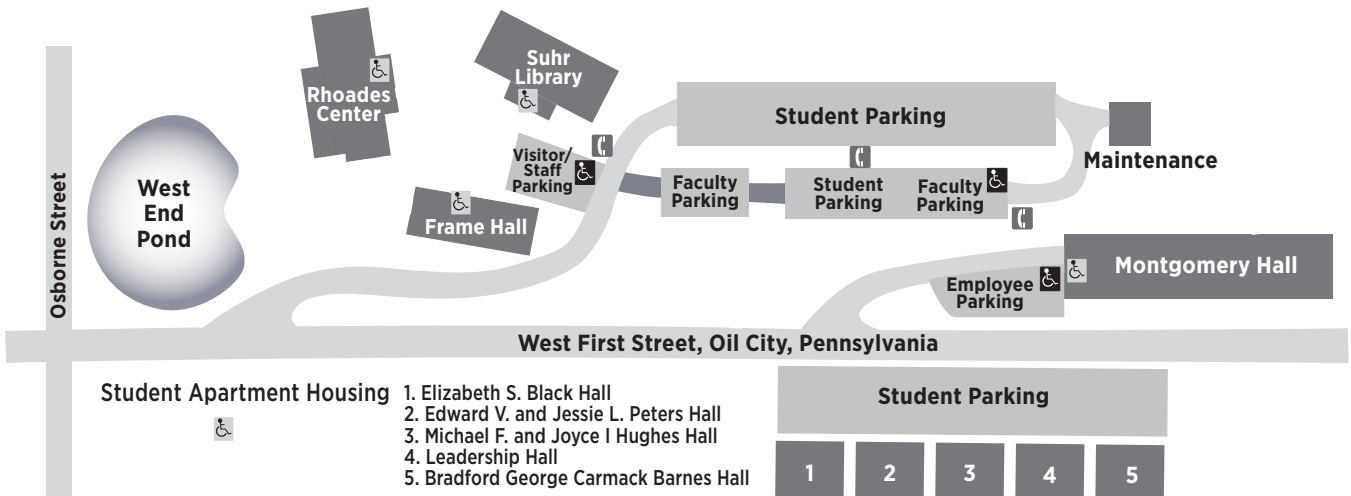 Suhr
Library
Rhoades
Center
Student Parking
Maintenance
Visitor/
Staff
Parking
Faculty
Parking
Student
Parking
Faculty
Parking
West
End
Pond
Osborne Street
Frame Hall
Montgomery Hall
Employee
Parking
West First Street, Oil City, Pennsylvania
Student Apartment Housing
1. Elizabeth S. Black Hall
2. Edward V. and Jessie L. Peters Hall
3. Michael F. and Joyce I Hughes Hall
4. Leadership Hall
5. Bradford George Carmack Barnes Hall
Student Parking
1
2
3
4
5